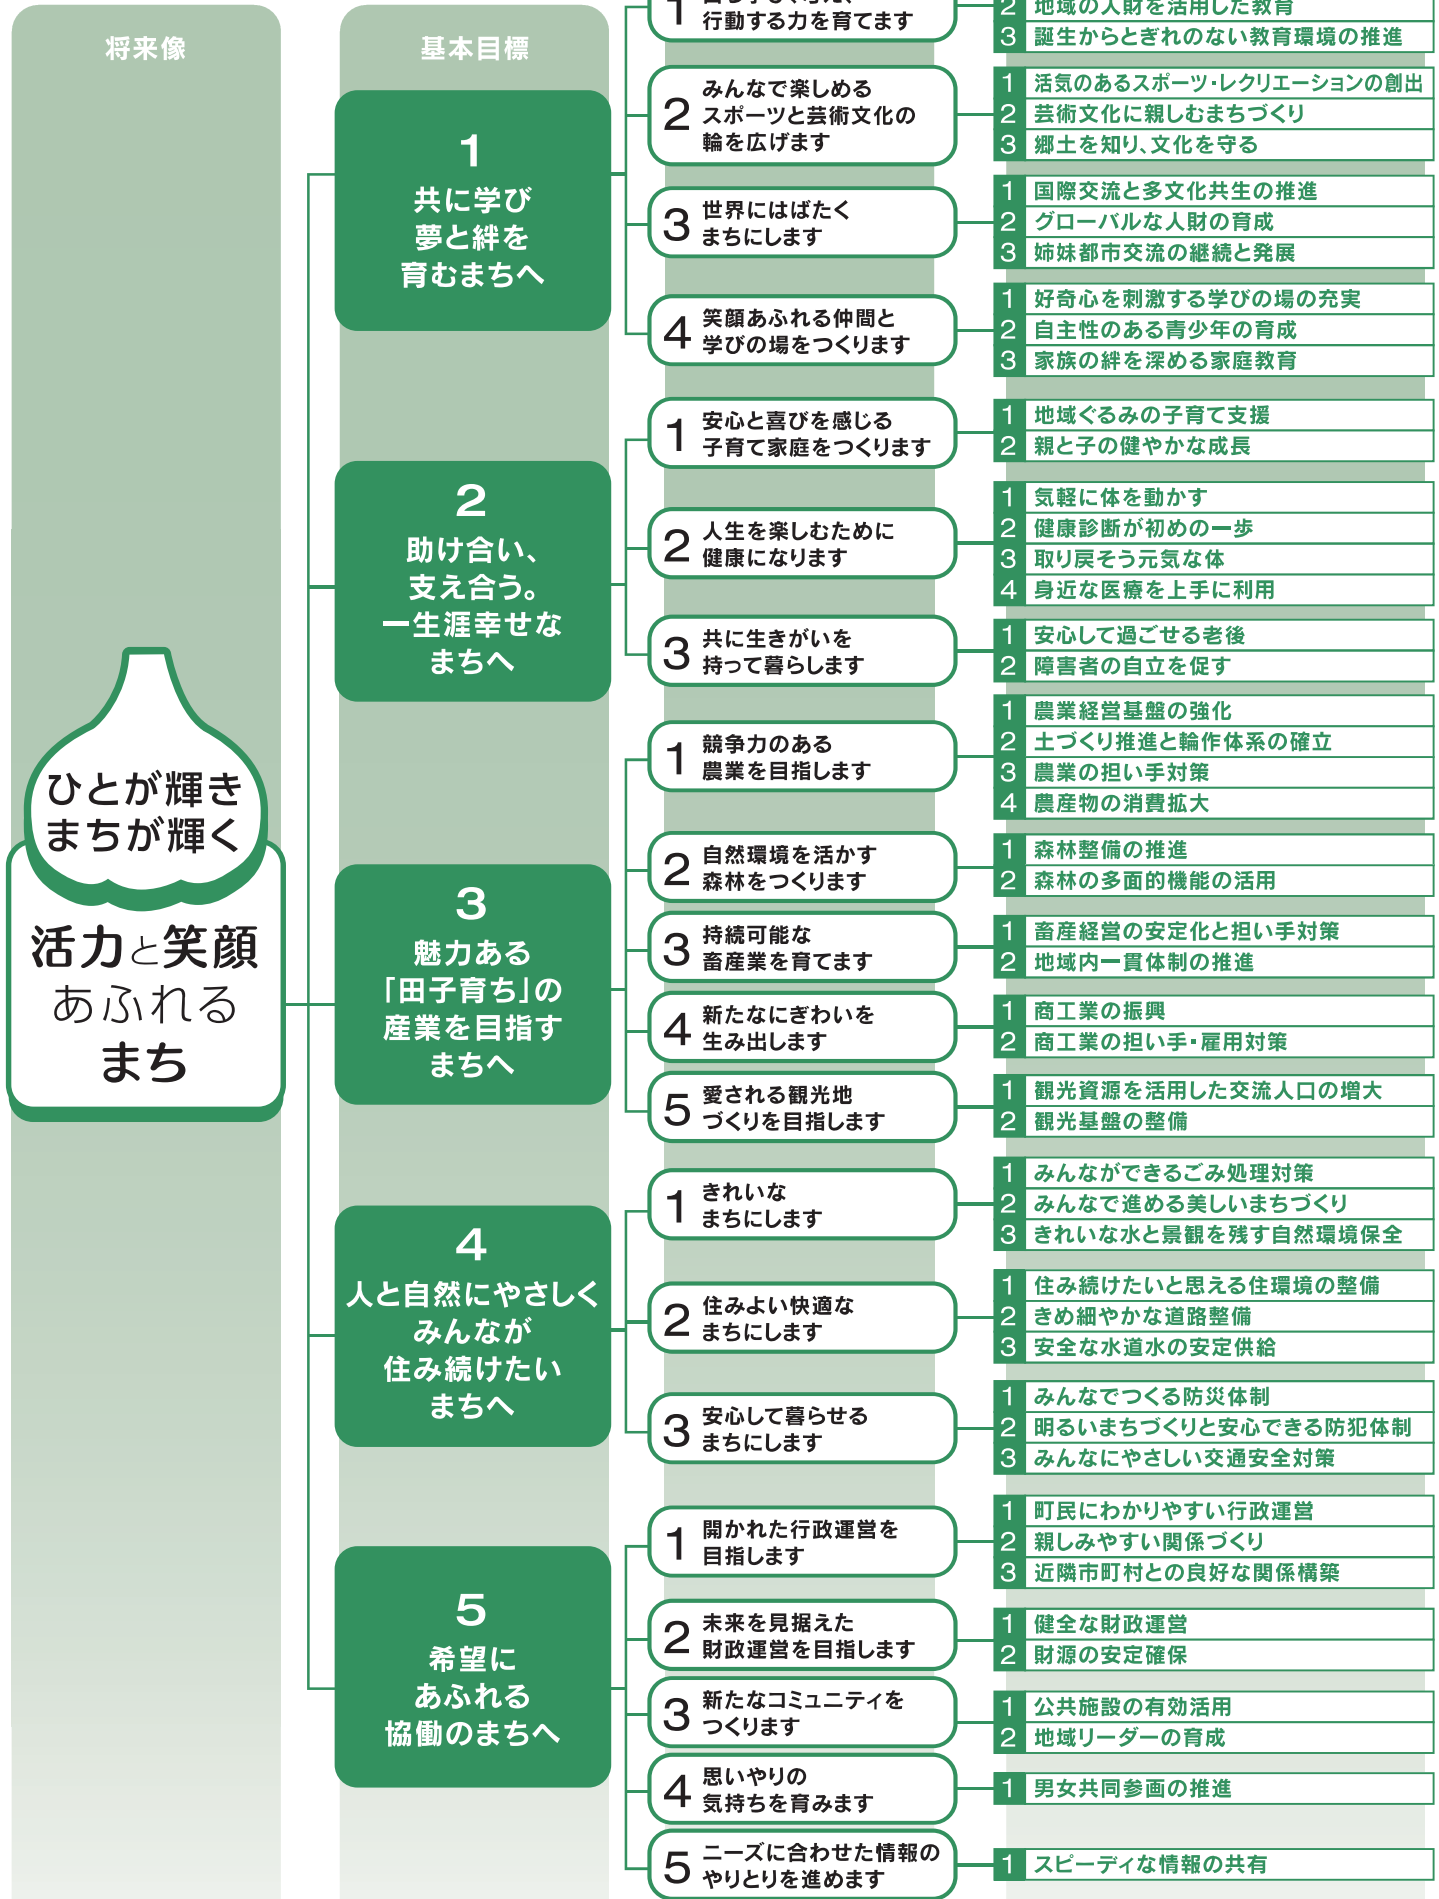 将来像
ひとが輝き
まちが輝く
活力と笑顔
あふれる
まち
基本目標
1
共に学び
夢と絆を
育むまちへ
1
行動する力を育てます
2 地域の人財を活用した教育
3 誕生からとぎれのない教育環境の推進
2
みんなで楽しめる
スポーツと芸術文化の
輪を広げます
1 活気のあるスポーツ・レクリエーションの創出
2 芸術文化に親しむまちづくり
3 郷土を知り、文化を守る
3
世界にはばたく
まちにします
1 国際交流と多文化共生の推進
2 グローバルな人財の育成
3 姉妹都市交流の継続と発展
4
笑顔あふれる仲間と
学びの場をつくります
1 好奇心を刺激する学びの場の充実
2 自主性のある青少年の育成
3 家族の絆を深める家庭教育
2
助け合い、
支え合う。
一生涯幸せな
まちへ
1
安心と喜びを感じる
子育て家庭をつくります
1 地域ぐるみの子育て支援
2 親と子の健やかな成長
2
人生を楽しむために
健康になります
1 気軽に体を動かす
2 健康診断が初めの一歩
3 取り戻そう元気な体
4 身近な医療を上手に利用
3
共に生きがいを
持って暮らします
1 安心して過ごせる老後
2 障害者の自立を促す
3
魅力ある
「田子育ち」の
産業を目指す
まちへ
1
競争力のある
農業を目指します
1 農業経営基盤の強化
2 土づくり推進と輪作体系の確立
3 農業の担い手対策
4 農産物の消費拡大
2
自然環境を活かす
森林をつくります
1 森林整備の推進
2 森林の多面的機能の活用
3
持続可能な
畜産業を育てます
1 畜産経営の安定化と担い手対策
2 地域内一貫体制の推進
4
新たなにぎわいを
生み出します
1 商工業の振興
2 商工業の担い手・雇用対策
5
愛される観光地
づくりを目指します
1 観光資源を活用した交流人口の増大
2 観光基盤の整備
4
人と自然にやさしく
みんなが
住み続けたい
まちへ
1
きれいな
まちにします
1 みんなができるごみ処理対策
2 みんなで進める美しいまちづくり
3 きれいな水と景観を残す自然環境保全
2
住みよい快適な
まちにします
1 住み続けたいと思える住環境の整備
2 きめ細やかな道路整備
3 安全な水道水の安定供給
3
安心して暮らせる
まちにします
1 みんなでつくる防災体制
2 明るいまちづくりと安心できる防犯体制
3 みんなにやさしい交通安全対策
5
希望に
あふれる
協働のまちへ
1
開かれた行政運営を
目指します
1 町民にわかりやすい行政運営
2 親しみやすい関係づくり
3 近隣市町村との良好な関係構築
2
未来を見据えた
財政運営を目指します
1 健全な財政運営
2 財源の安定確保
3
新たなコミュニティを
つくります
1 公共施設の有効活用
2 地域リーダーの育成
4
思いやりの
気持ちを育みます
1 男女共同参画の推進
5
ニーズに合わせた情報の
やりとりを進めます
1 スピーディな情報の共有